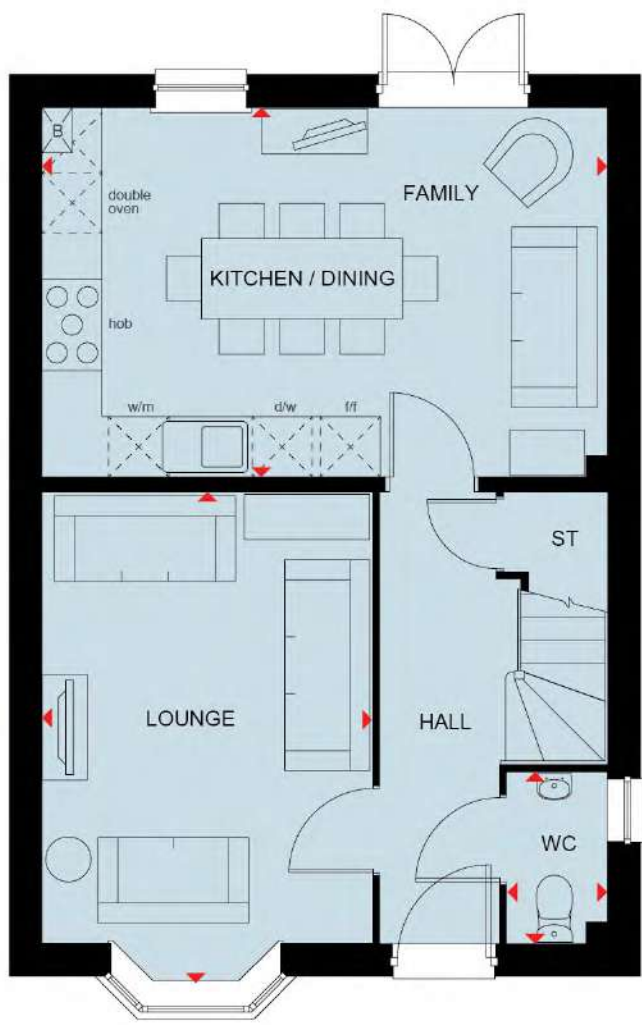 B
double
oven
FAMILY
KITCHEN / DINING
hob
w/m
d/w
f/f
ST
LOUNGE
HALL
WC